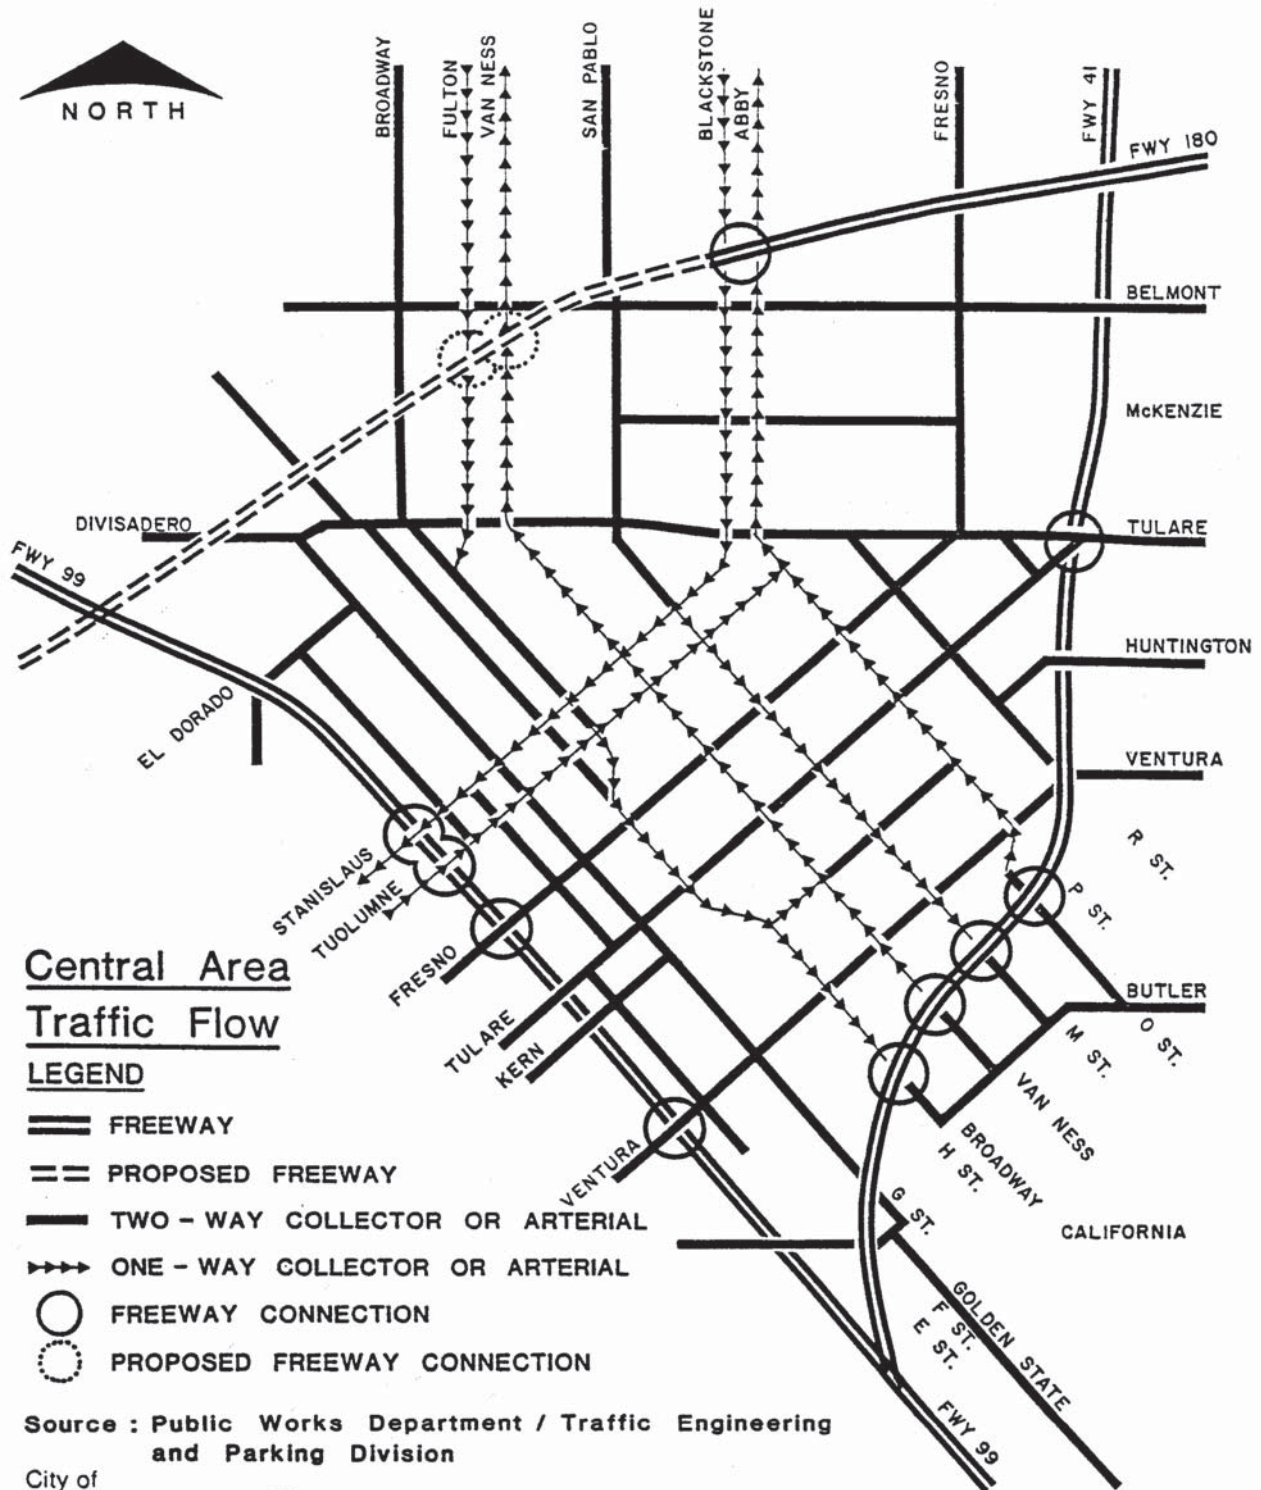 NORTH
BROADWAY
FULTON
VAN NESS
SAN PABLO
BLACKSTONE
ABBY
FRESNO
FWY 41
FWY 180
BELMONT
McKENZIE
DIVISADERO
TULARE
FWY 99
HUNTINGTON
EL DORADO
VENTURA
R ST.
STANISLAUS
TUOLUMNE
P ST.
FRESNO
BUTLER
O ST.
TULARE
KERN
M ST.
VAN NESS
BROADWAY
H ST.
VENTURA
G ST.
CALIFORNIA
GOLDEN STATE
F ST.
E ST.
FWY 99
Central Area
Traffic Flow
LEGEND
FREEWAY
PROPOSED FREEWAY
TWO-WAY COLLECTOR OR ARTERIAL
ONE-WAY COLLECTOR OR ARTERIAL
FREEWAY CONNECTION
PROPOSED FREEWAY CONNECTION
Source : Public Works Department / Traffic Engineering
and Parking Division
City of